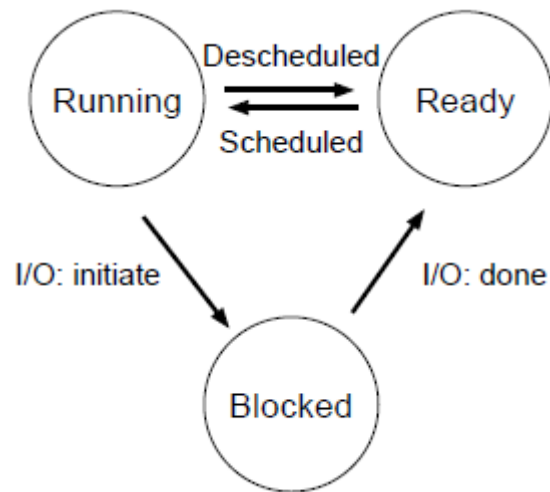 Descheduled
Running
Ready
Scheduled
I/O: initiate
I/O: done
Blocked